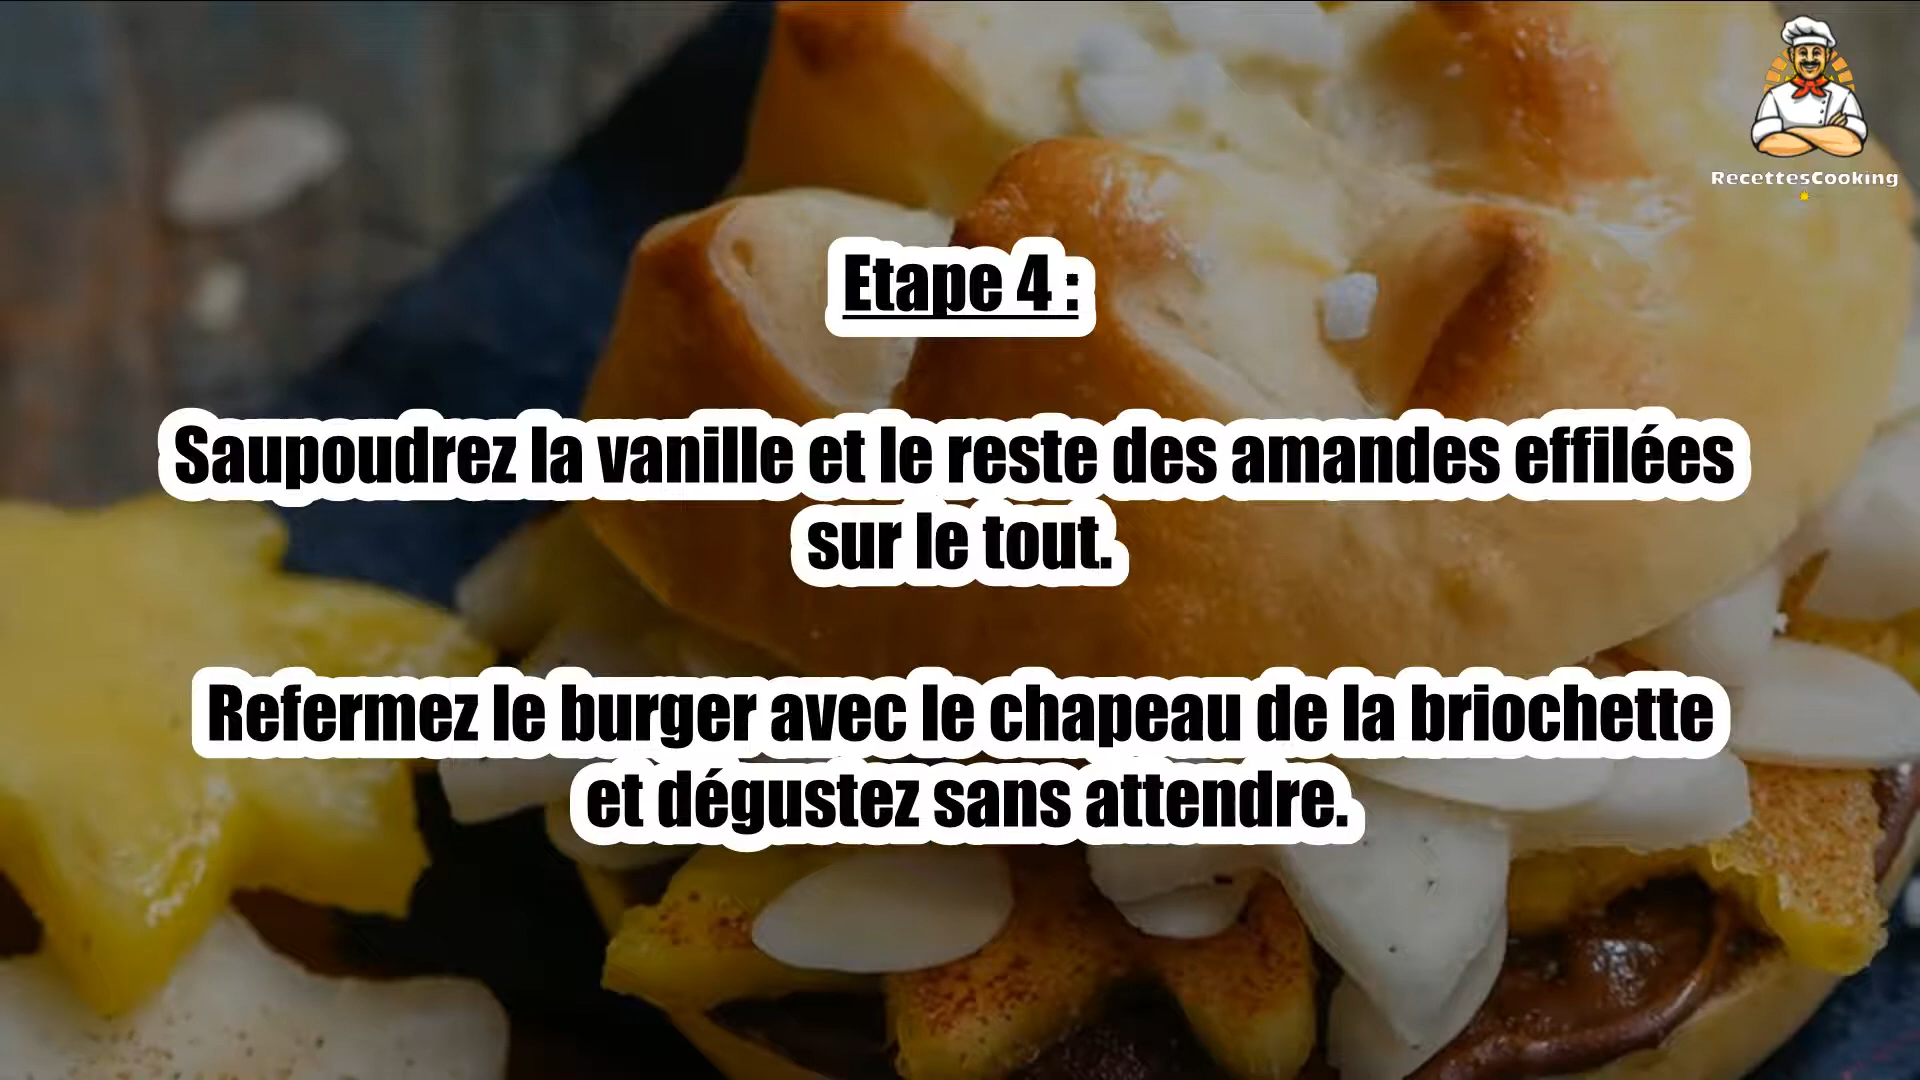 RecettesCooking
Etape 4 :
Saupoudrez la vanille et le reste des amandes effilées
sur le tout.
Refermez le burger avec le chapeau de la briochette
et dégustez sans attendre.